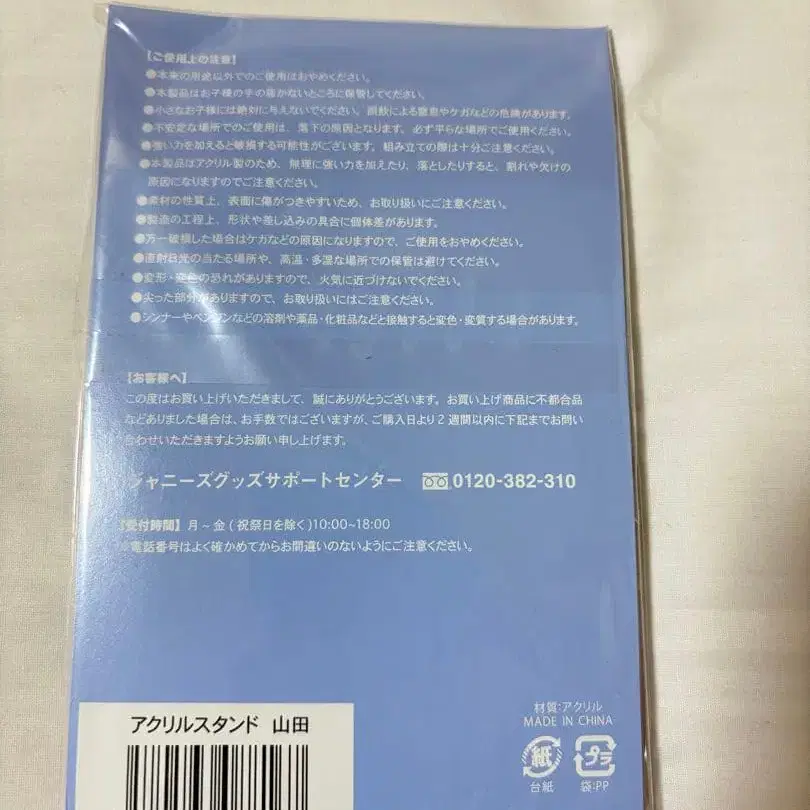 【ご使用上の注意】
●本来の用途以外でのご使用はおやめください。
●本製品はお子様の手の届かないところに保管してください。
●小さなお子様には絶対に与えないでください。誤飲による窒息やケガなどの危険があります。
●不安定な場所でのご使用は、落下の原因となります。必ず平らな場所でご使用ください。
●強い力を加えると破損する可能性がございます。組み立ての際は十分ご注意ください。
●本製品はアクリル製のため、無理に強い力を加えたり、落としたりすると、割れや欠けの
原因になりますのでご注意ください。
●素材の性質上、表面に傷がつきやすいため、お取り扱いにご注意ください。
●製造の工程上、形状や差し込みの具合に個体差があります。
●万一破損した場合はケガなどの原因になりますので、ご使用をおやめください。
●直射日光の当たる場所や、高温・多湿な場所での保管は避けてください。
●変形・変色の恐れがありますので、火気に近づけないでください。
●尖った部分がありますので、お取り扱いにはご注意ください。
●シンナーやベンジンなどの溶剤や薬品・化粧品などと接触すると変色・変質する場合があります。
【お客様へ】
この度はお買い上げいただきまして、誠にありがとうございます。お買い上げ商品に不都合品
などありました場合は、お手数ではございますが、ご購入日より2週間以内に下記までお問い
合わせいただきますようお願い申し上げます。
ジャニーズグッズサポートセンター 0120-382-310
【受付時間】月~金(祝祭日を除く)10:00~18:00
※電話番号はよく確かめてからお間違いのないようにご注意ください。
アクリルスタンド 山田
材質:アクリル
MADE IN CHINA
紙 プラ
台紙 袋:PP